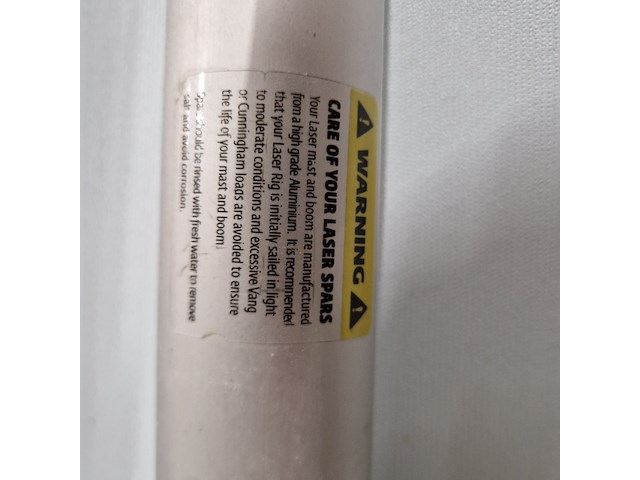 WARNING
CARE OF YOUR LASER SPARS
Your Laser mast and boom are manufactured
from a high grade Aluminium. It is recommended
that your Laser Rig is initially sailed in light
to moderate conditions and excessive Vang
or Cunningham loads are avoided to ensure
the life of your mast and boom.
Spars should be rinsed with fresh water to remove
salt and avoid corrosion.